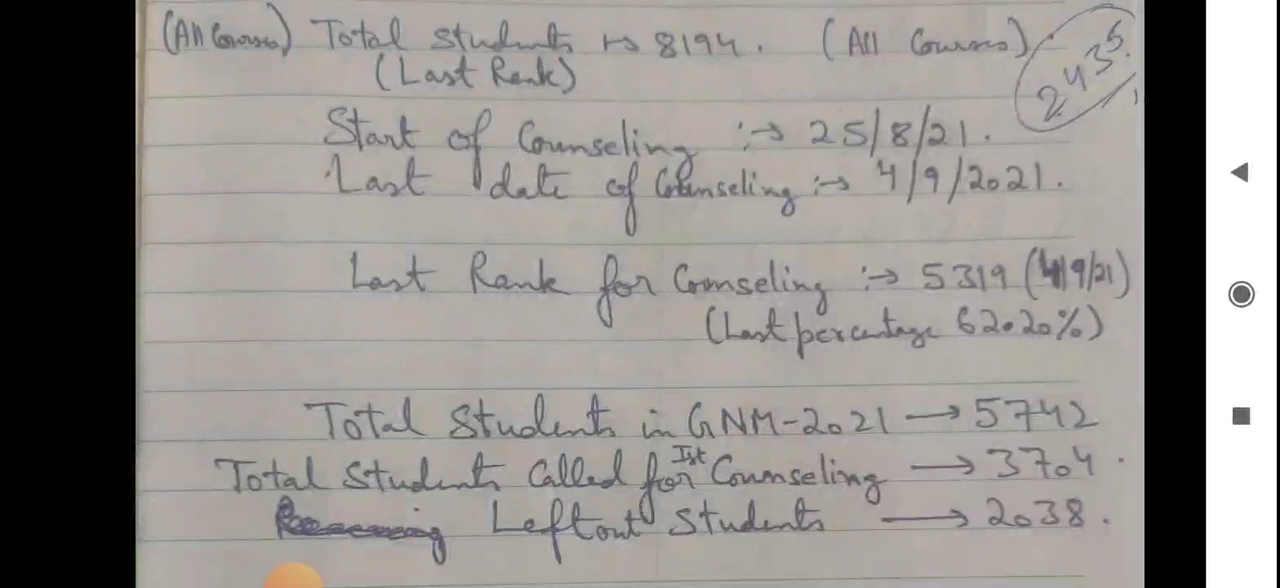 (All Courses) Total students → 8194. (All Courses)
2435.
(Last Rank)
Start of Counseling :→ 25/8/21.
Last date of Counseling :→ 4/9/2021.
Last Rank for Counseling :→ 5319 (4/9/21)
(Last percentage 62.20%)
Total Students in GNM-2021 → 5742
Total Students Called for Ist Counseling → 3704.
Leftout Students → 2038.